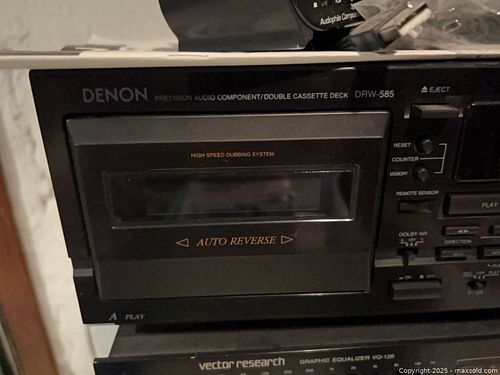 Audiophile Compu
DENON PRECISION AUDIO COMPONENT/DOUBLE CASSETTE DECK DRW-585
EJECT
HIGH SPEED DUBBING SYSTEM
RESET
COUNTER
MEMORY
REMOTE SENSOR
PLAY
DOLBY NR
DIRECTION
AUTO REVERSE
A PLAY
vector research GRAPHIC EQUALIZER VQ-120
Copyright © 2025 - maxsold.com